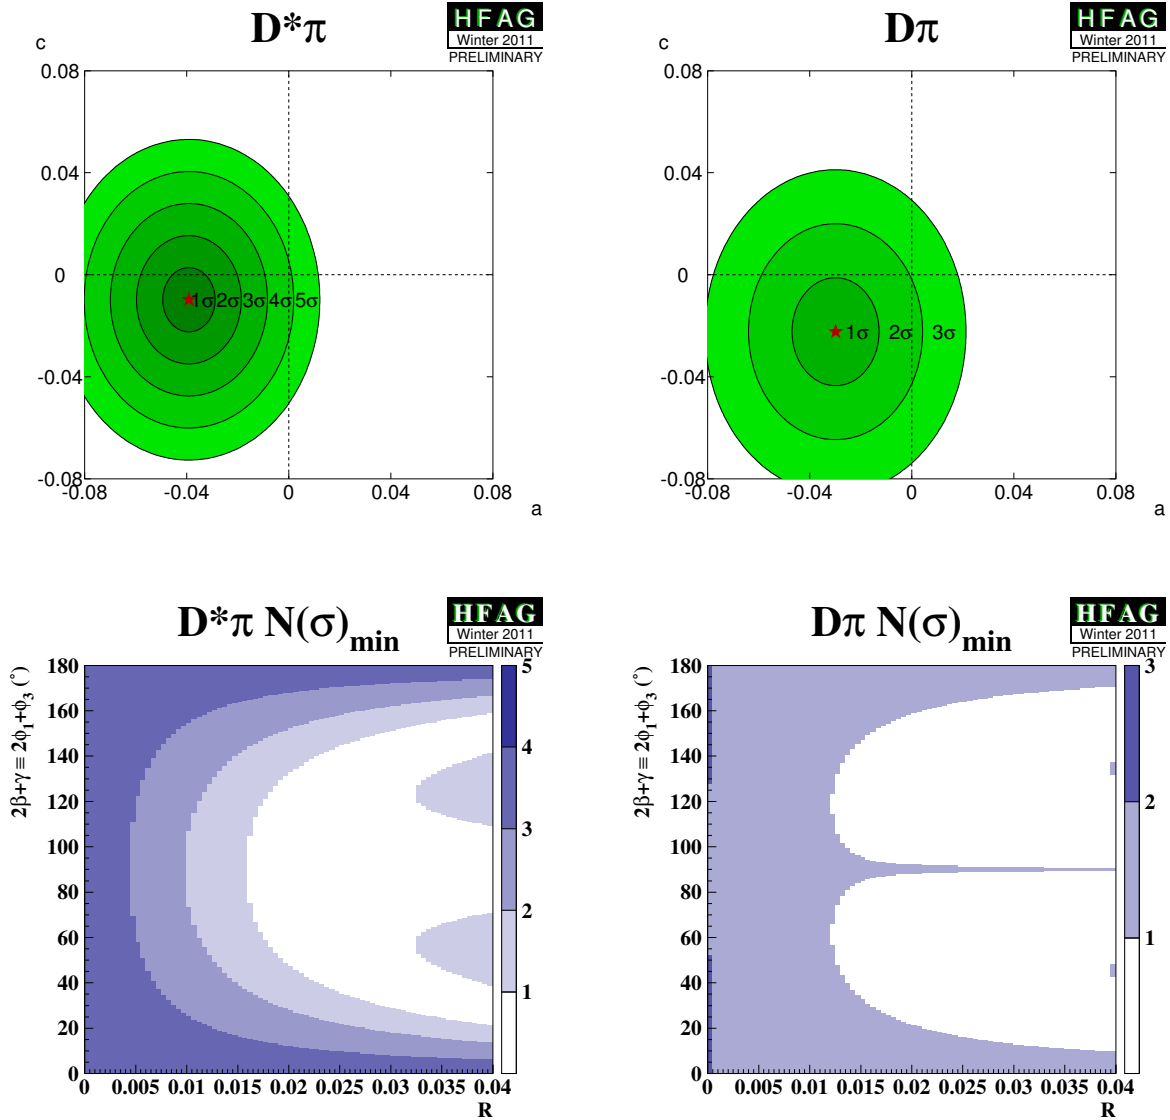 D*π
HFAG
Winter 2011
PRELIMINARY
c
0.08
0.04
0
-0.04
-0.08
1σ 2σ 3σ 4σ 5σ
-0.08 -0.04 0 0.04 0.08
a
Dπ
HFAG
Winter 2011
PRELIMINARY
c
0.08
0.04
0
-0.04
-0.08
1σ 2σ 3σ
-0.08 -0.04 0 0.04 0.08
a
D*π N(σ)min
HFAG
Winter 2011
PRELIMINARY
2β+γ ≡ 2ϕ1+ϕ3 (°)
180
160
140
120
100
80
60
40
20
0
0 0.005 0.01 0.015 0.02 0.025 0.03 0.035 0.04
R
5
4
3
2
1
Dπ N(σ)min
HFAG
Winter 2011
PRELIMINARY
2β+γ ≡ 2ϕ1+ϕ3 (°)
180
160
140
120
100
80
60
40
20
0
0 0.005 0.01 0.015 0.02 0.025 0.03 0.035 0.04
R
3
2
1